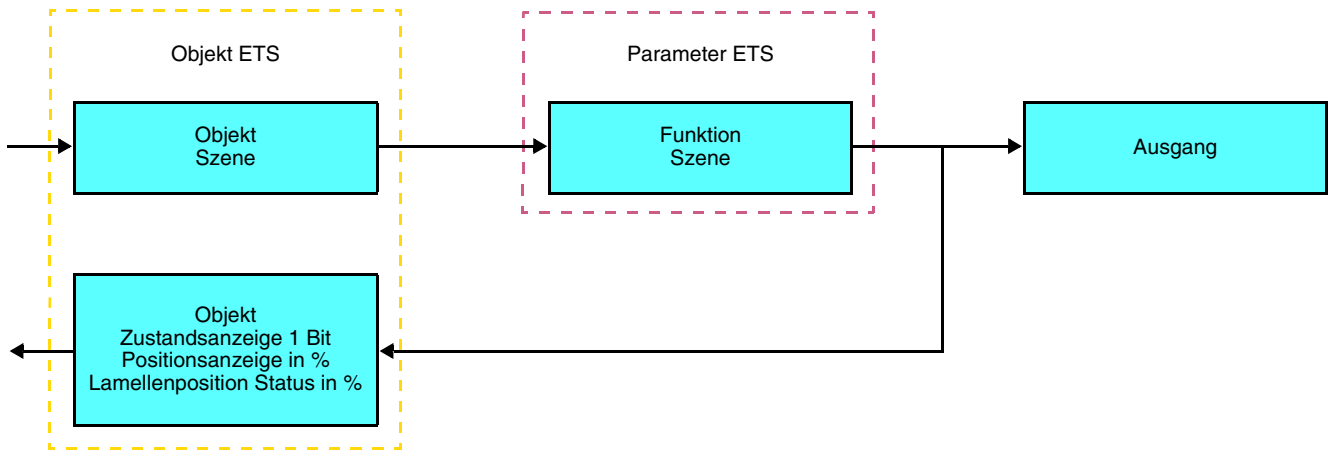 Objekt ETS
Parameter ETS
Objekt
Szene
Funktion
Szene
Ausgang
Objekt
Zustandsanzeige 1 Bit
Positionsanzeige in %
Lamellenposition Status in %